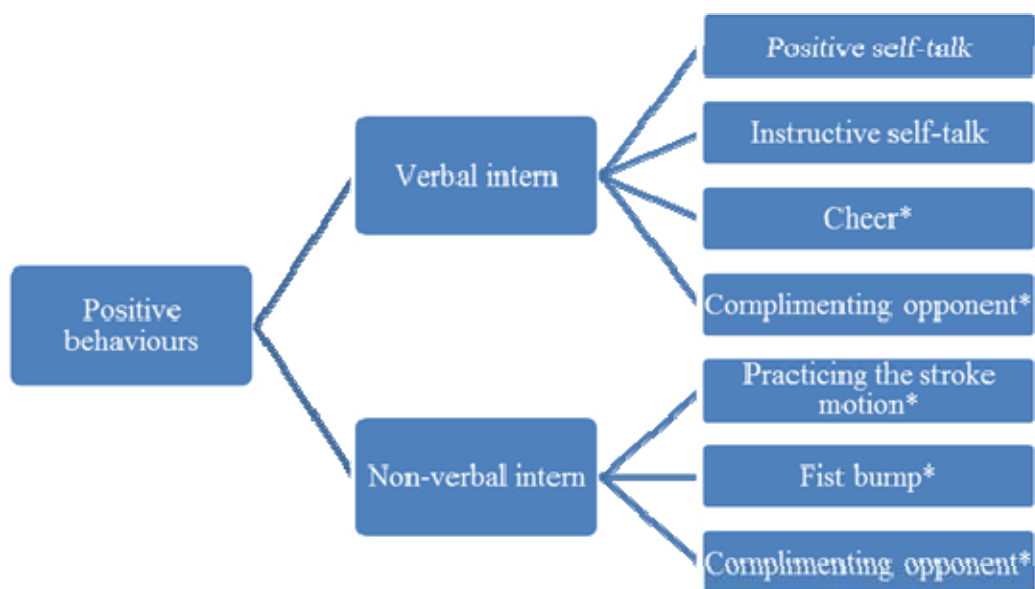 Positive self-talk
Instructive self-talk
Verbal intern
Cheer*
Complimenting opponent*
Positive
behaviours
Practicing the stroke
motion*
Non-verbal intern
Fist bump*
Complimenting opponent*